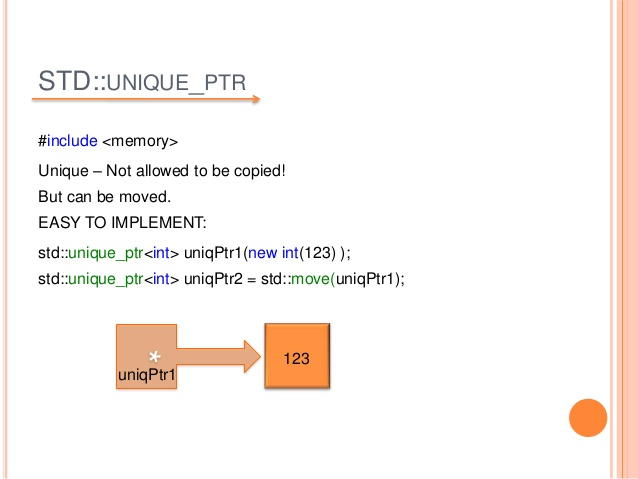 STD::UNIQUE_PTR
#include <memory>
Unique – Not allowed to be copied!
But can be moved.
EASY TO IMPLEMENT:
std::unique_ptr<int> uniqPtr1(new int(123) );
std::unique_ptr<int> uniqPtr2 = std::move(uniqPtr1);
*
uniqPtr1
123